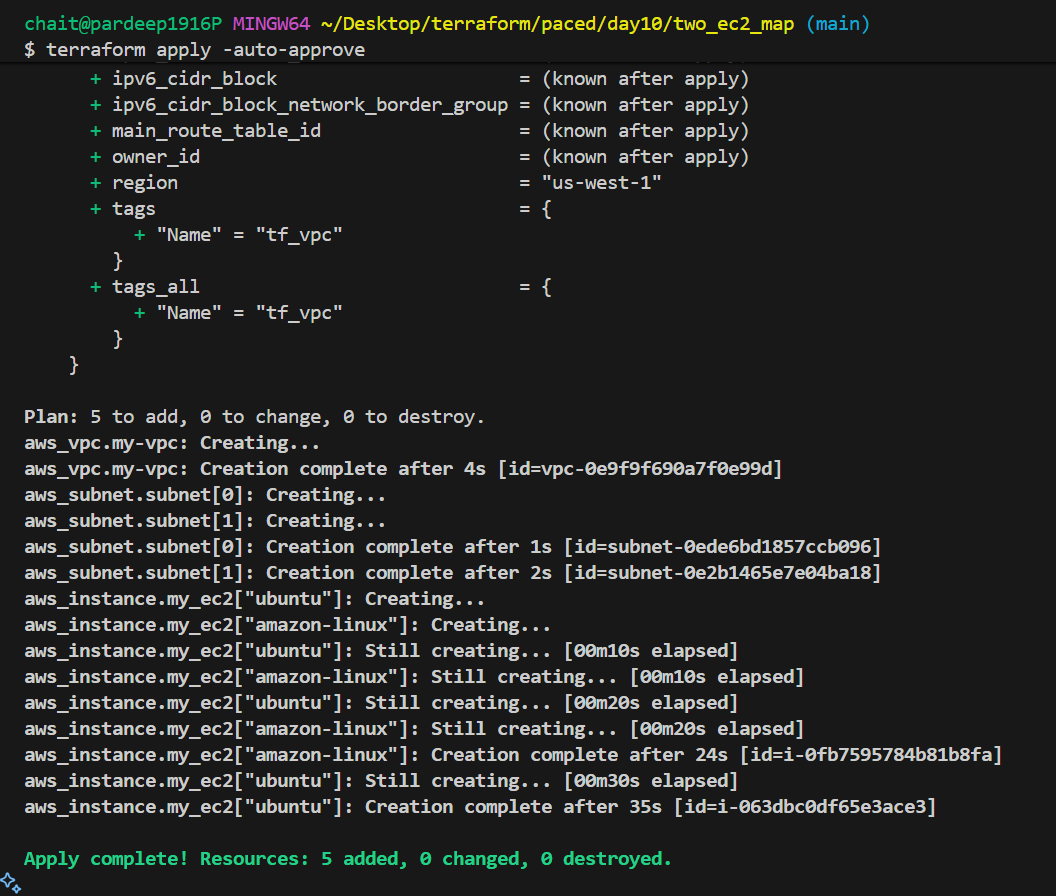 chait@pardeep1916P MINGW64 ~/Desktop/terraform/paced/day10/two_ec2_map (main)
$ terraform apply -auto-approve
+ ipv6_cidr_block = (known after apply)
+ ipv6_cidr_block_network_border_group = (known after apply)
+ main_route_table_id = (known after apply)
+ owner_id = (known after apply)
+ region = "us-west-1"
+ tags = {
+ "Name" = "tf_vpc"
}
+ tags_all = {
+ "Name" = "tf_vpc"
}
}
Plan: 5 to add, 0 to change, 0 to destroy.
aws_vpc.my-vpc: Creating...
aws_vpc.my-vpc: Creation complete after 4s [id=vpc-0e9f9f690a7f0e99d]
aws_subnet.subnet[0]: Creating...
aws_subnet.subnet[1]: Creating...
aws_subnet.subnet[0]: Creation complete after 1s [id=subnet-0ede6bd1857ccb096]
aws_subnet.subnet[1]: Creation complete after 2s [id=subnet-0e2b1465e7e04ba18]
aws_instance.my_ec2["ubuntu"]: Creating...
aws_instance.my_ec2["amazon-linux"]: Creating...
aws_instance.my_ec2["ubuntu"]: Still creating... [00m10s elapsed]
aws_instance.my_ec2["amazon-linux"]: Still creating... [00m10s elapsed]
aws_instance.my_ec2["ubuntu"]: Still creating... [00m20s elapsed]
aws_instance.my_ec2["amazon-linux"]: Still creating... [00m20s elapsed]
aws_instance.my_ec2["amazon-linux"]: Creation complete after 24s [id=i-0fb7595784b81b8fa]
aws_instance.my_ec2["ubuntu"]: Still creating... [00m30s elapsed]
aws_instance.my_ec2["ubuntu"]: Creation complete after 35s [id=i-063dbc0df65e3ace3]
Apply complete! Resources: 5 added, 0 changed, 0 destroyed.